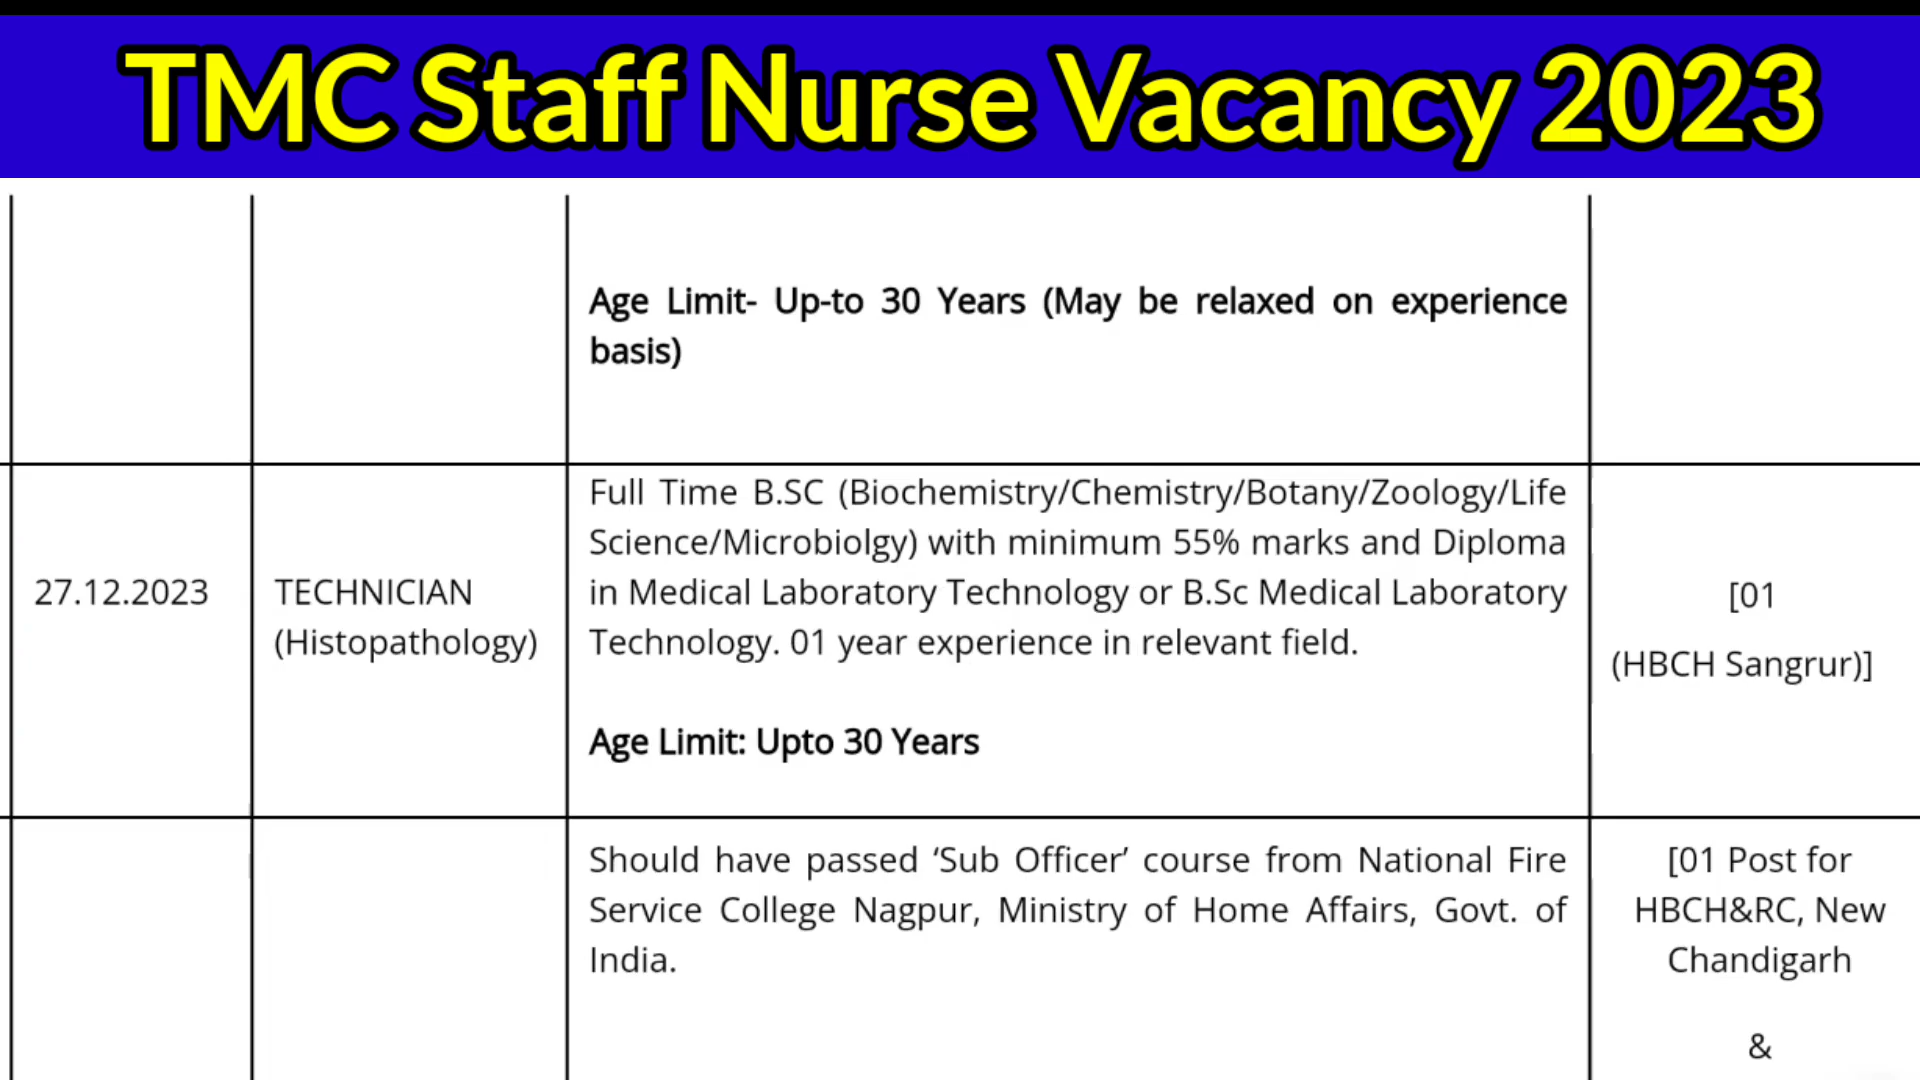 TMC Staff Nurse Vacancy 2023
Age Limit- Up-to 30 Years (May be relaxed on experience
basis)
27.12.2023
TECHNICIAN
(Histopathology)
Full Time B.SC (Biochemistry/Chemistry/Botany/Zoology/Life
Science/Microbiolgy) with minimum 55% marks and Diploma
in Medical Laboratory Technology or B.Sc Medical Laboratory
Technology. 01 year experience in relevant field.
Age Limit: Upto 30 Years
[01
(HBCH Sangrur)]
Should have passed ‘Sub Officer’ course from National Fire
Service College Nagpur, Ministry of Home Affairs, Govt. of
India.
[01 Post for
HBCH&RC, New
Chandigarh
&